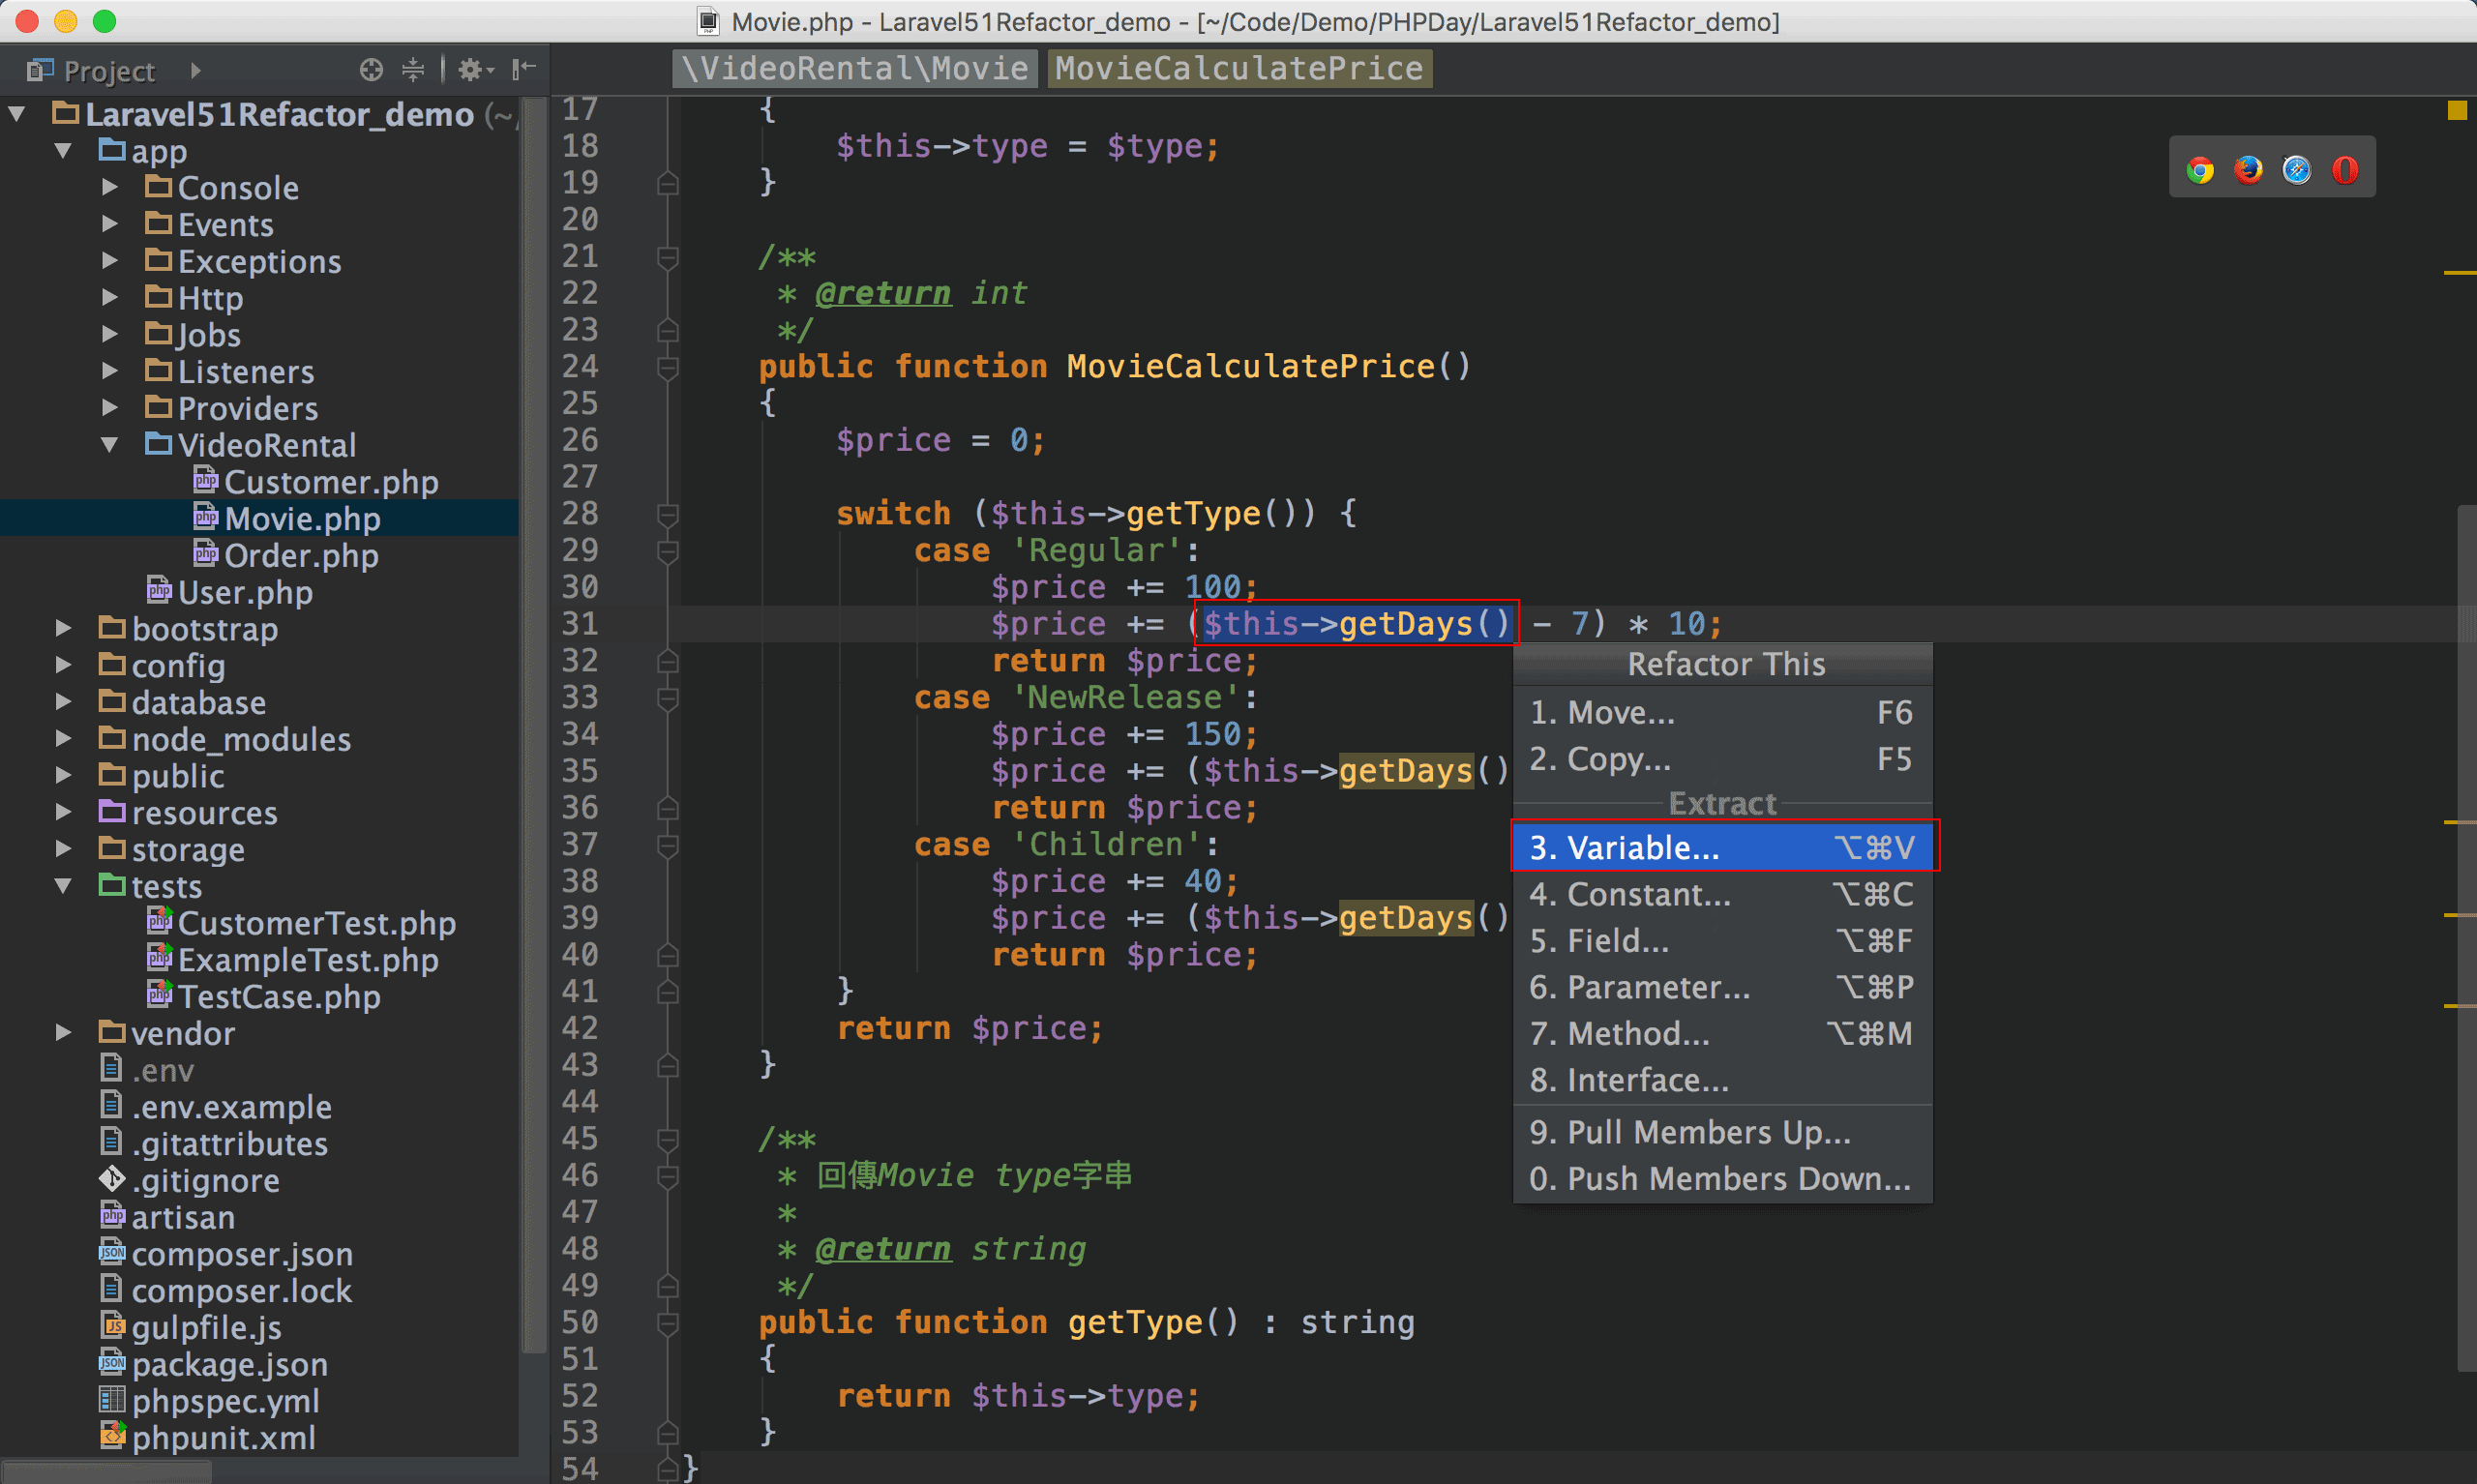 Movie.php - Laravel51Refactor_demo - [~/Code/Demo/PHPDay/Laravel51Refactor_demo]
Project
\VideoRental\Movie MovieCalculatePrice
Laravel51Refactor_demo (~/
app
Console
Events
Exceptions
Http
Jobs
Listeners
Providers
VideoRental
Customer.php
Movie.php
Order.php
User.php
bootstrap
config
database
node_modules
public
resources
storage
tests
CustomerTest.php
ExampleTest.php
TestCase.php
vendor
.env
.env.example
.gitattributes
.gitignore
artisan
composer.json
composer.lock
gulpfile.js
package.json
phpspec.yml
phpunit.xml
17 {
18 $this->type = $type;
19 }
20
21 /**
22 * @return int
23 */
24 public function MovieCalculatePrice()
25 {
26 $price = 0;
27
28 switch ($this->getType()) {
29 case 'Regular':
30 $price += 100;
31 $price += ($this->getDays() - 7) * 10;
32 return $price;
33 case 'NewRelease':
34 $price += 150;
35 $price += ($this->getDays()
36 return $price;
37 case 'Children':
38 $price += 40;
39 $price += ($this->getDays()
40 return $price;
41 }
42 return $price;
43 }
44
45 /**
46 * 回傳Movie type字串
47 *
48 * @return string
49 */
50 public function getType() : string
51 {
52 return $this->type;
53 }
54 }
Refactor This
1. Move... F6
2. Copy... F5
Extract
3. Variable... ⌥⌘V
4. Constant... ⌥⌘C
5. Field... ⌥⌘F
6. Parameter... ⌥⌘P
7. Method... ⌥⌘M
8. Interface...
9. Pull Members Up...
0. Push Members Down...